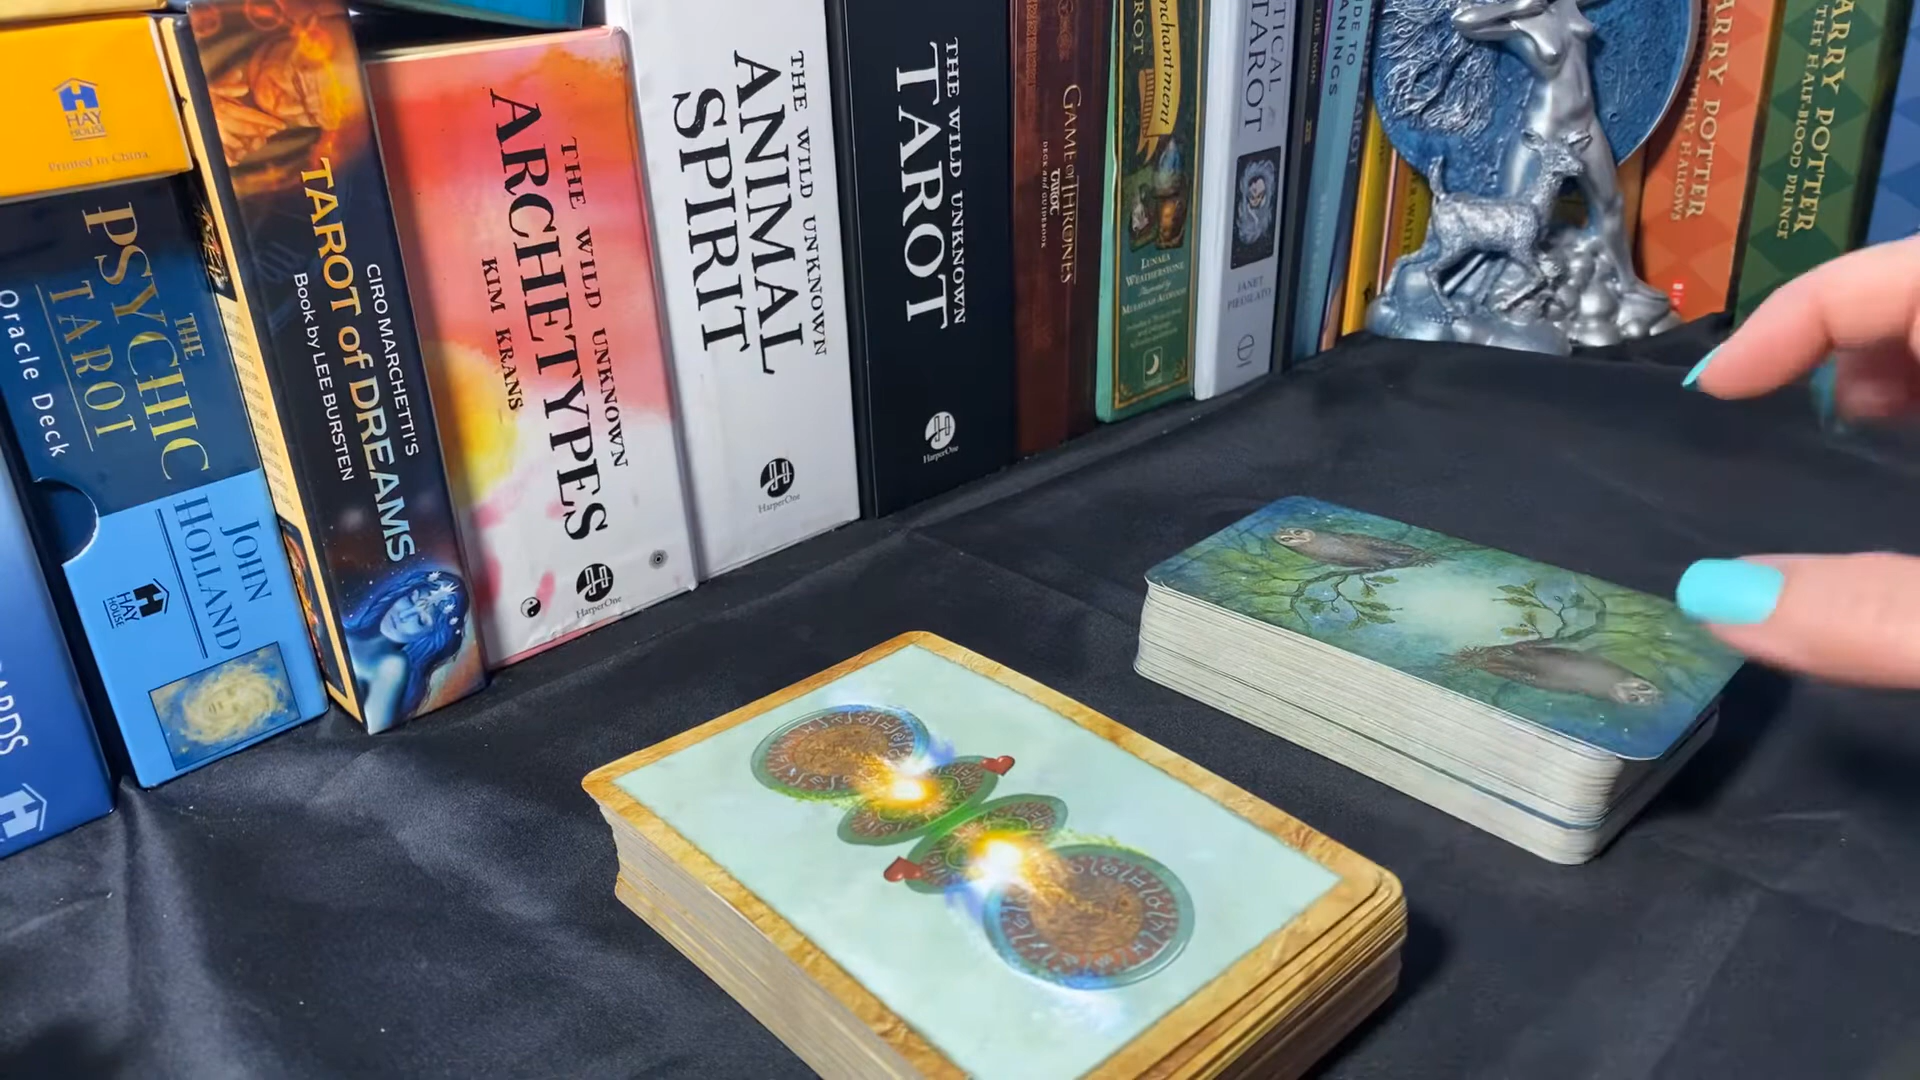 HAY
HOUSE
Printed in China
THE
PSYCHIC
TAROT
Oracle Deck
JOHN
HOLLAND
HAY
HOUSE
CIRO MARCHETTI'S
TAROT of DREAMS
Book by LEE BURSTEN
THE WILD UNKNOWN
ARCHETYPES
KIM KRANS
HarperOne
THE WILD UNKNOWN
ANIMAL
SPIRIT
HarperOne
THE WILD UNKNOWN
TAROT
HarperOne
GAME OF THRONES
TAROT
DECK and GUIDEBOOK
LUNAEA
WEATHERSTONE
TAROT
JANET
THE MOON
HARRY POTTER
HARRY POTTER
THE HALF-BLOOD PRINCE